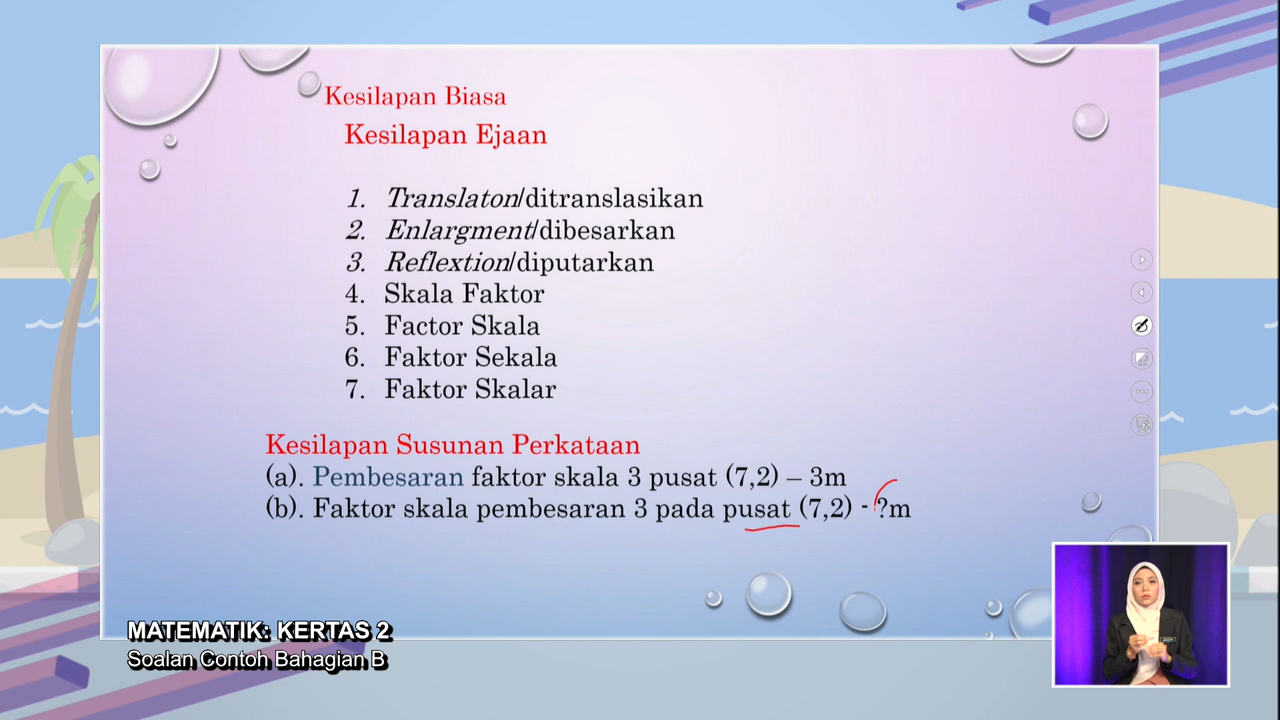 Kesilapan Biasa
Kesilapan Ejaan
1. Translaton/ditranslasikan
2. Enlargment/dibesarkan
3. Reflextion/diputarkan
4. Skala Faktor
5. Factor Skala
6. Faktor Sekala
7. Faktor Skalar
Kesilapan Susunan Perkataan
(a). Pembesaran faktor skala 3 pusat (7,2) – 3m
(b). Faktor skala pembesaran 3 pada pusat (7,2) - ?m
MATEMATIK: KERTAS 2
Soalan Contoh Bahagian B